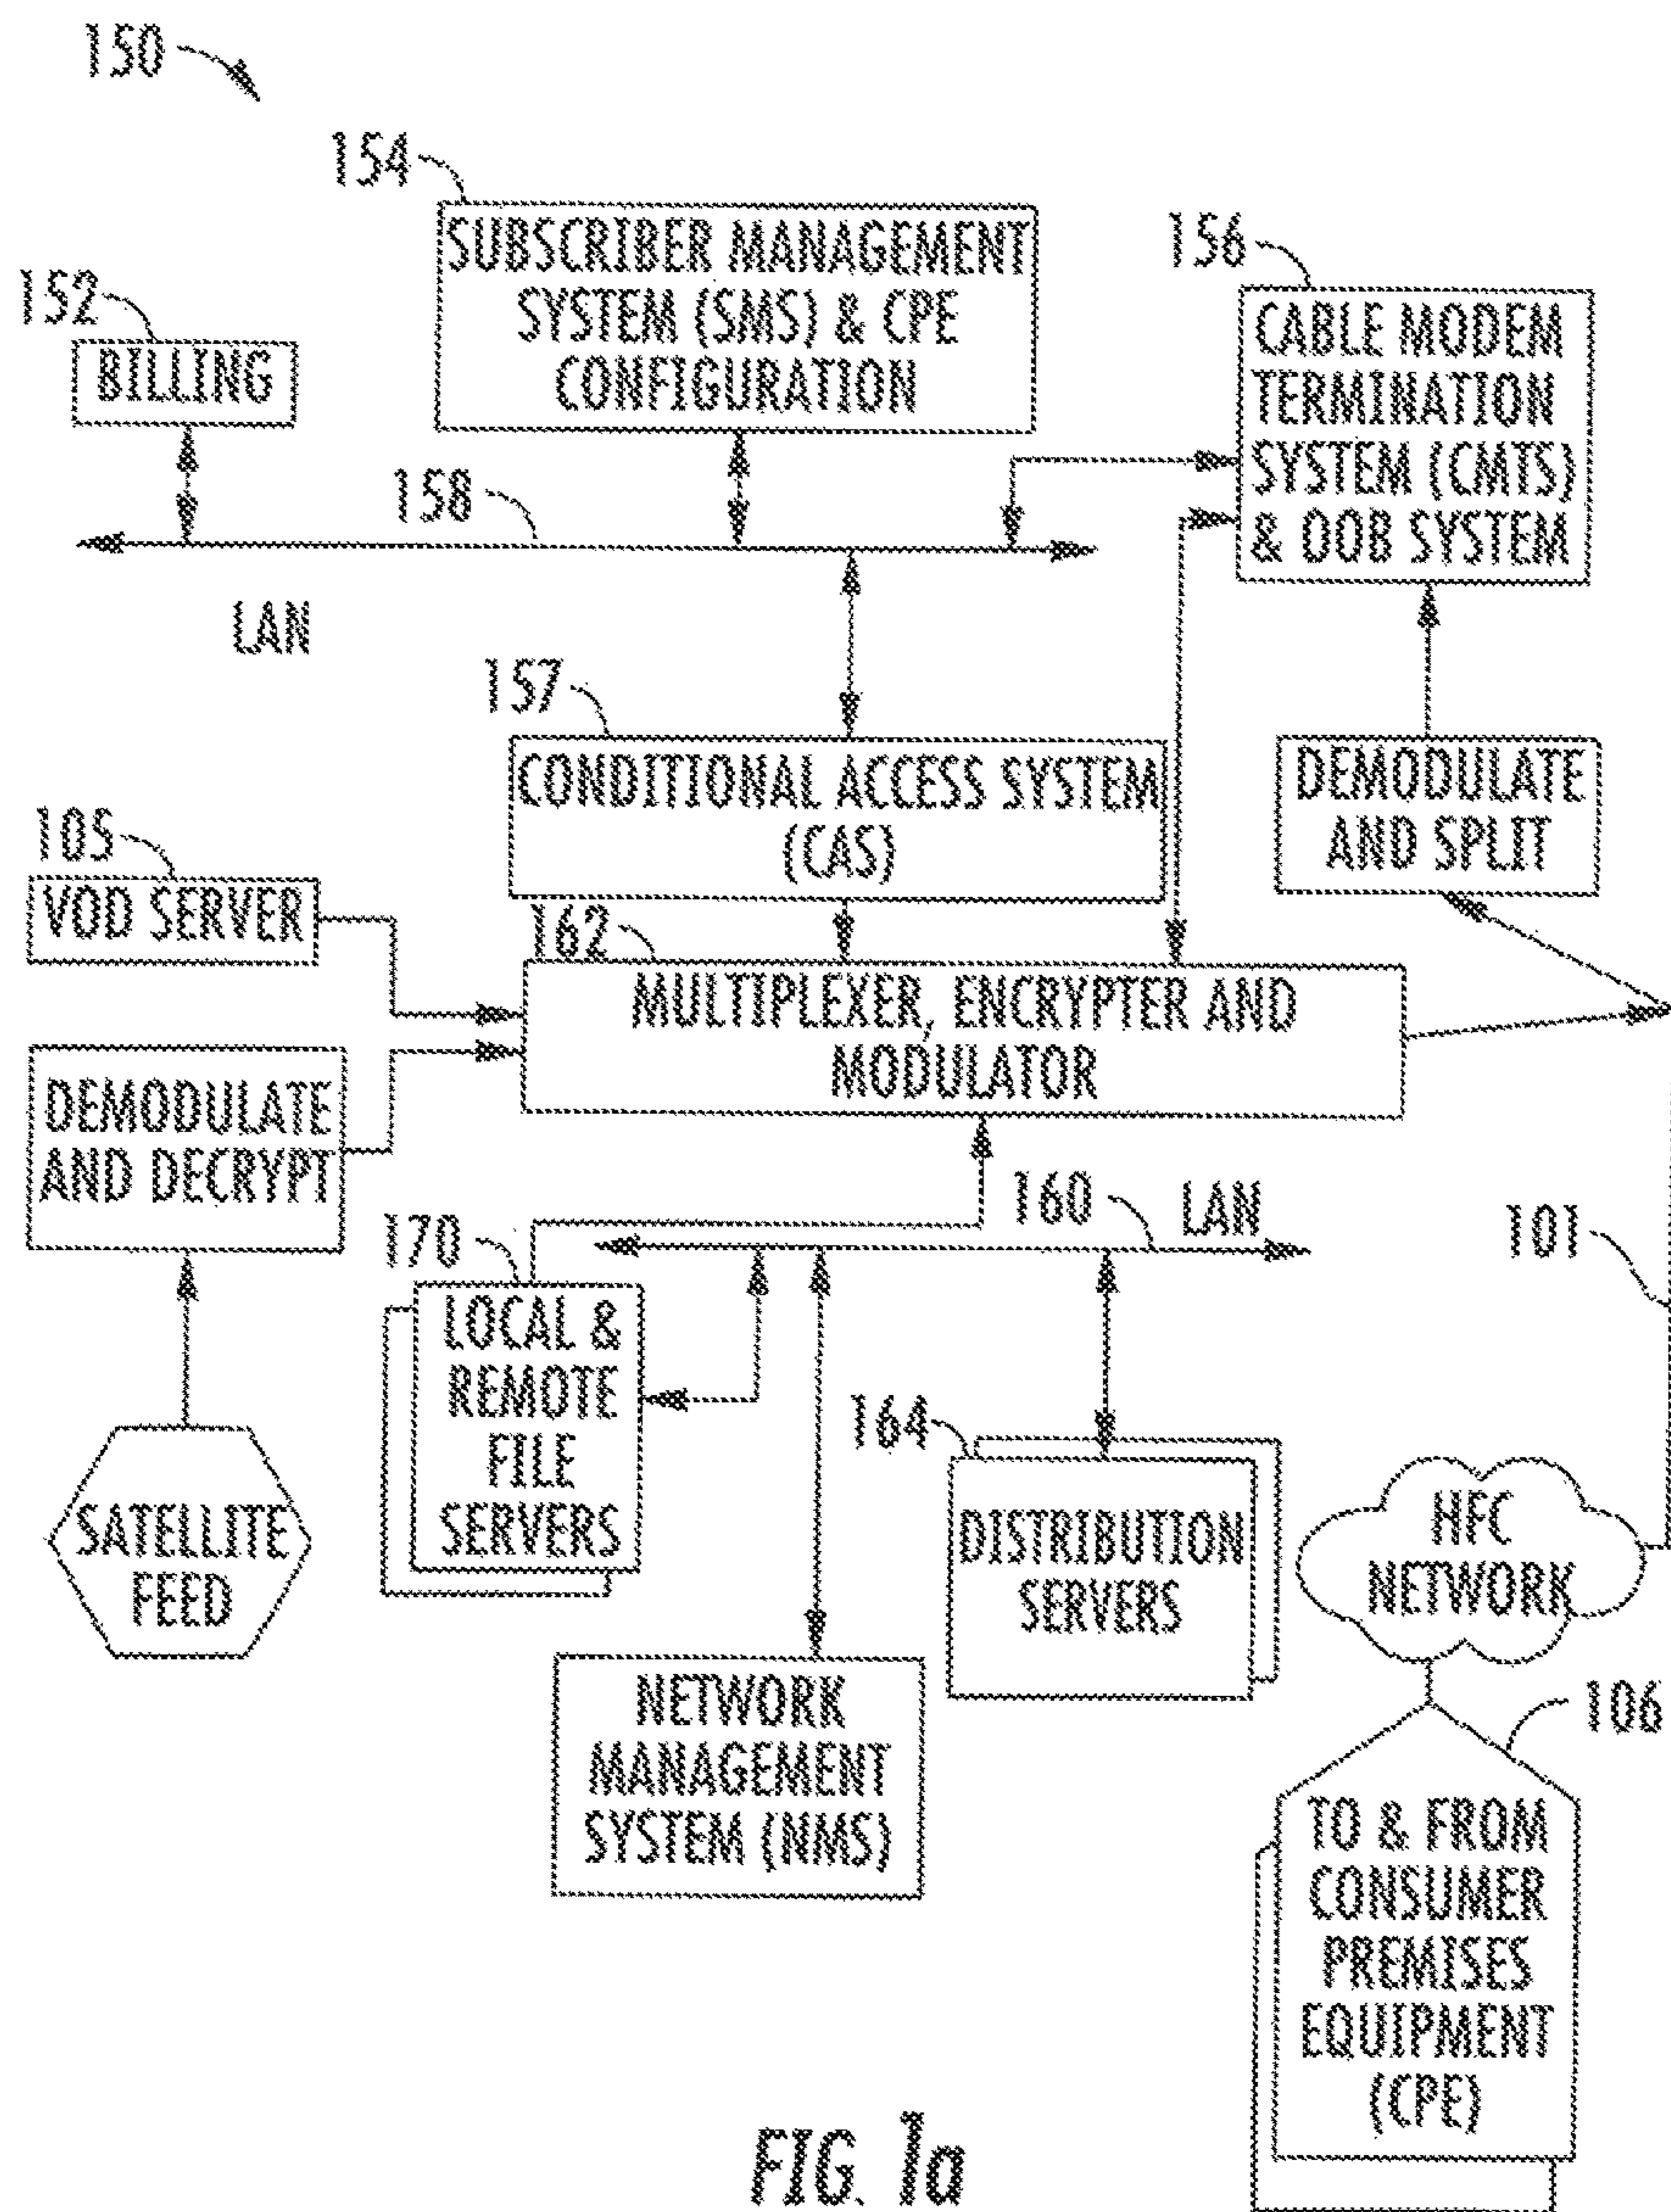 150
154
SUBSCRIBER MANAGEMENT
SYSTEM (SMS) & CPE
CONFIGURATION
156
CABLE MODEM
TERMINATION
SYSTEM (CMTS)
& OOB SYSTEM
152
BILLING
158
LAN
157
CONDITIONAL ACCESS SYSTEM
(CAS)
DEMODULATE
AND SPLIT
105
VOD SERVER
162
MULTIPLEXER, ENCRYPTER AND
MODULATOR
DEMODULATE
AND DECRYPT
160
LAN
170
LOCAL &
REMOTE
FILE
SERVERS
101
164
DISTRIBUTION
SERVERS
SATELLITE
FEED
HFC
NETWORK
NETWORK
MANAGEMENT
SYSTEM (NMS)
106
TO & FROM
CONSUMER
PREMISES
EQUIPMENT
(CPE)
FIG. 1a